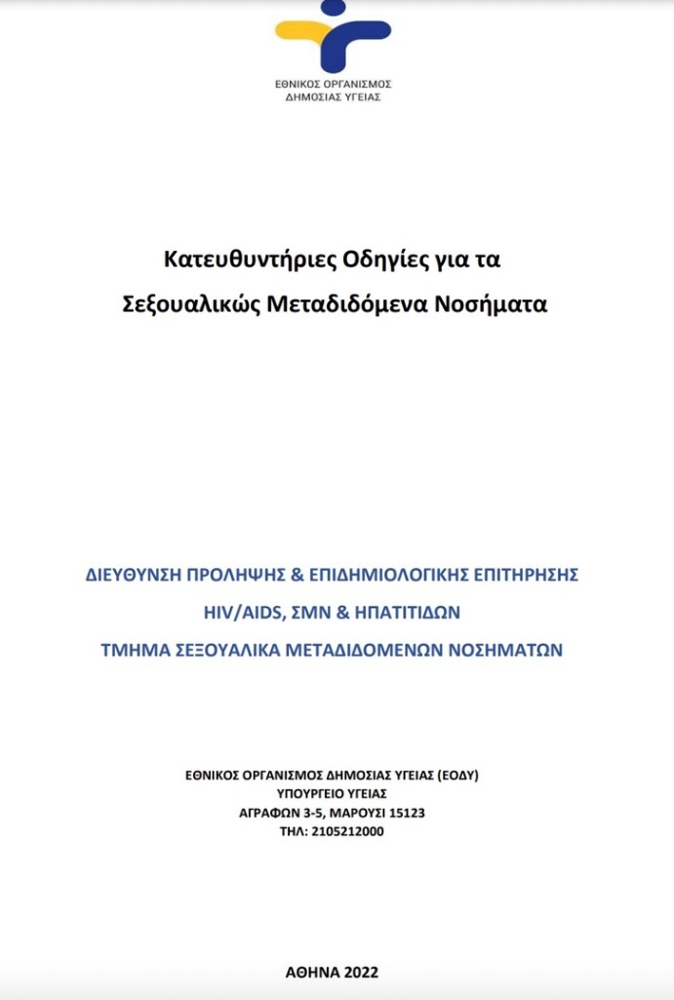 ΕΘΝΙΚΟΣ ΟΡΓΑΝΙΣΜΟΣ
ΔΗΜΟΣΙΑΣ ΥΓΕΙΑΣ
Κατευθυντήριες Οδηγίες για τα
Σεξουαλικώς Μεταδιδόμενα Νοσήματα
ΔΙΕΥΘΥΝΣΗ ΠΡΟΛΗΨΗΣ & ΕΠΙΔΗΜΙΟΛΟΓΙΚΗΣ ΕΠΙΤΗΡΗΣΗΣ
HIV/AIDS, ΣΜΝ & ΗΠΑΤΙΤΙΔΩΝ
ΤΜΗΜΑ ΣΕΞΟΥΑΛΙΚΑ ΜΕΤΑΔΙΔΟΜΕΝΩΝ ΝΟΣΗΜΑΤΩΝ
ΕΘΝΙΚΟΣ ΟΡΓΑΝΙΣΜΟΣ ΔΗΜΟΣΙΑΣ ΥΓΕΙΑΣ (ΕΟΔΥ)
ΥΠΟΥΡΓΕΙΟ ΥΓΕΙΑΣ
ΑΓΡΑΦΩΝ 3-5, ΜΑΡΟΥΣΙ 15123
ΤΗΛ: 2105212000
ΑΘΗΝΑ 2022